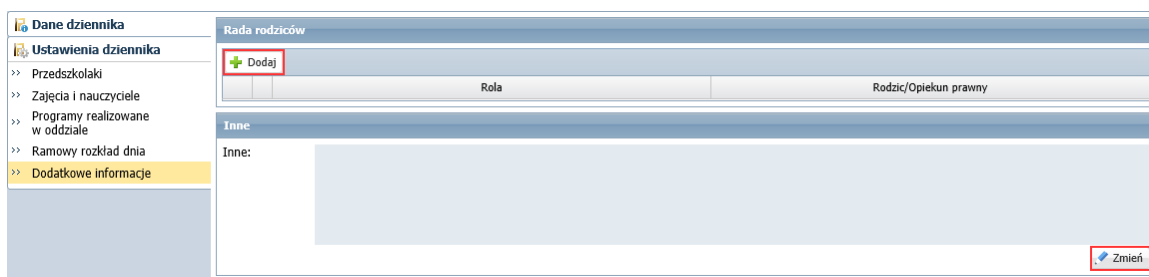 Dane dziennika
Ustawienia dziennika
Przedszkolaki
Zajęcia i nauczyciele
Programy realizowane
w oddziale
Ramowy rozkład dnia
Dodatkowe informacje
Rada rodziców
Dodaj
Rola Rodzic/Opiekun prawny
Inne
Inne:
Zmień